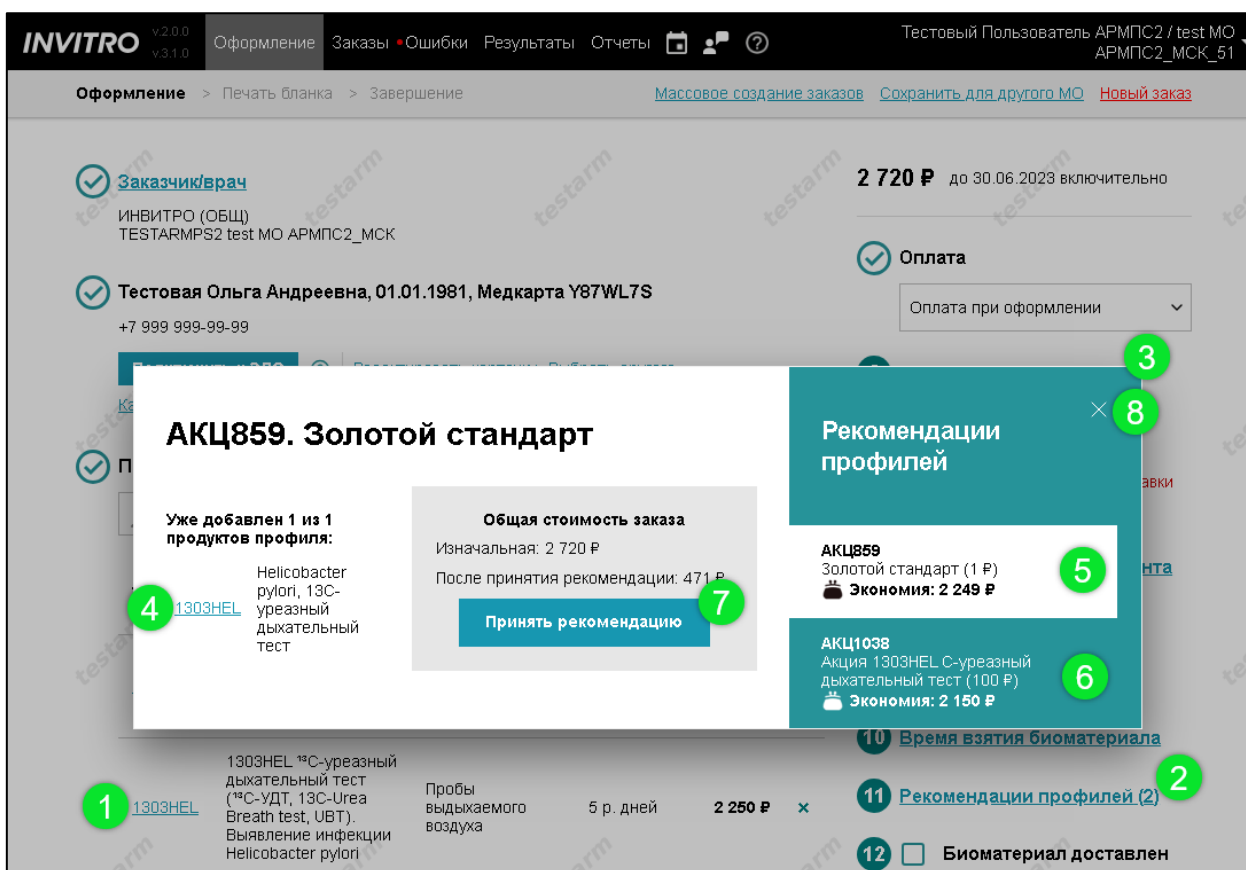 INVITRO
v.2.0.0
v.3.1.0
Оформление Заказы Ошибки Результаты Отчеты
Тестовый Пользователь АРМПС2 / test МО
АРМПС2_МСК_51
Оформление > Печать бланка > Завершение
Массовое создание заказов Сохранить для другого МО Новый заказ
Заказчик/врач
ИНВИТРО (ОБЩ)
TESTARMPS2 test МО АРМПС2_МСК
2 720 ₽ до 30.06.2023 включительно
Оплата
Оплата при оформлении
Тестовая Ольга Андреевна, 01.01.1981, Медкарта Y87WL7S
+7 999 999-99-99
3
8
АКЦ859. Золотой стандарт
Уже добавлен 1 из 1
продуктов профиля:
4
1303HEL
Helicobacter
pylori, 13С-
уреазный
дыхательный
тест
Общая стоимость заказа
Изначальная: 2 720 ₽
После принятия рекомендации: 471 ₽
7
Принять рекомендацию
Рекомендации
профилей
АКЦ859
Золотой стандарт (1 ₽)
Экономия: 2 249 ₽
5
АКЦ1038
Акция 1303HEL С-уреазный
дыхательный тест (100 ₽)
Экономия: 2 150 ₽
6
1
1303HEL
1303HEL ¹³С-уреазный
дыхательный тест
(¹³С-УДТ, 13C-Urea
Breath test, UBT).
Выявление инфекции
Helicobacter pylori
Пробы
выдыхаемого
воздуха
5 р. дней
2 250 ₽ ×
10 Время взятия биоматериала
2
11 Рекомендации профилей (2)
12 Биоматериал доставлен
testarm
testarm
testarm
testarm
testarm
testarm